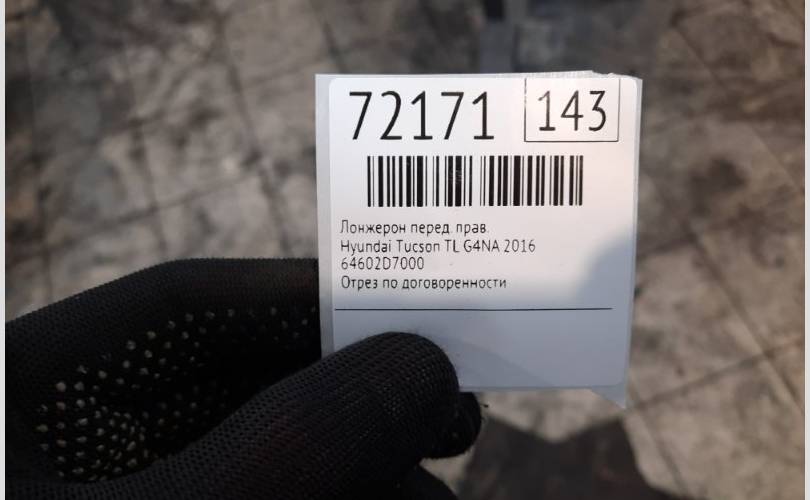 72171 143
Лонжерон перед. прав.
Hyundai Tucson TL G4NA 2016
64602D7000
Отрез по договоренности